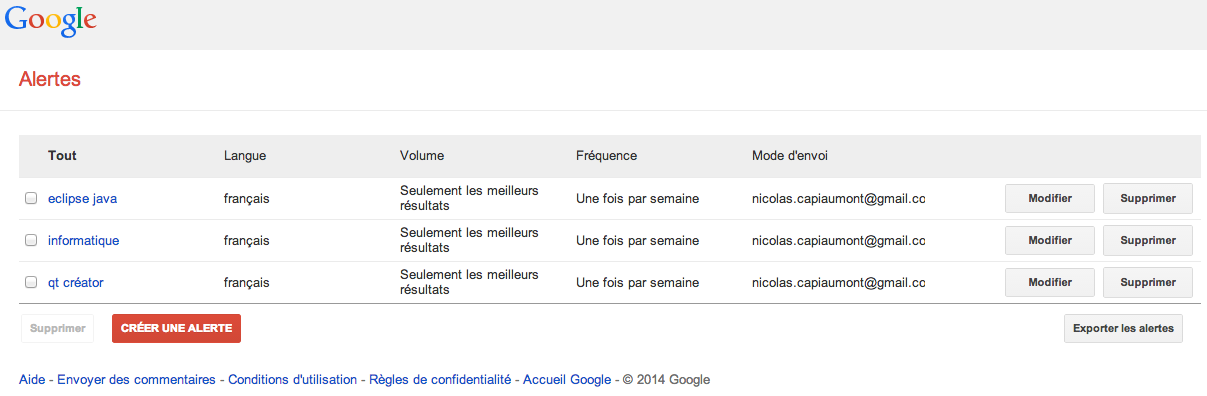 Google
Alertes
Tout Langue Volume Fréquence Mode d'envoi
eclipse java français Seulement les meilleurs résultats Une fois par semaine nicolas.capiaumont@gmail.co Modifier Supprimer
informatique français Seulement les meilleurs résultats Une fois par semaine nicolas.capiaumont@gmail.co Modifier Supprimer
qt créator français Seulement les meilleurs résultats Une fois par semaine nicolas.capiaumont@gmail.co Modifier Supprimer
Supprimer CRÉER UNE ALERTE Exporter les alertes
Aide - Envoyer des commentaires - Conditions d'utilisation - Règles de confidentialité - Accueil Google - © 2014 Google